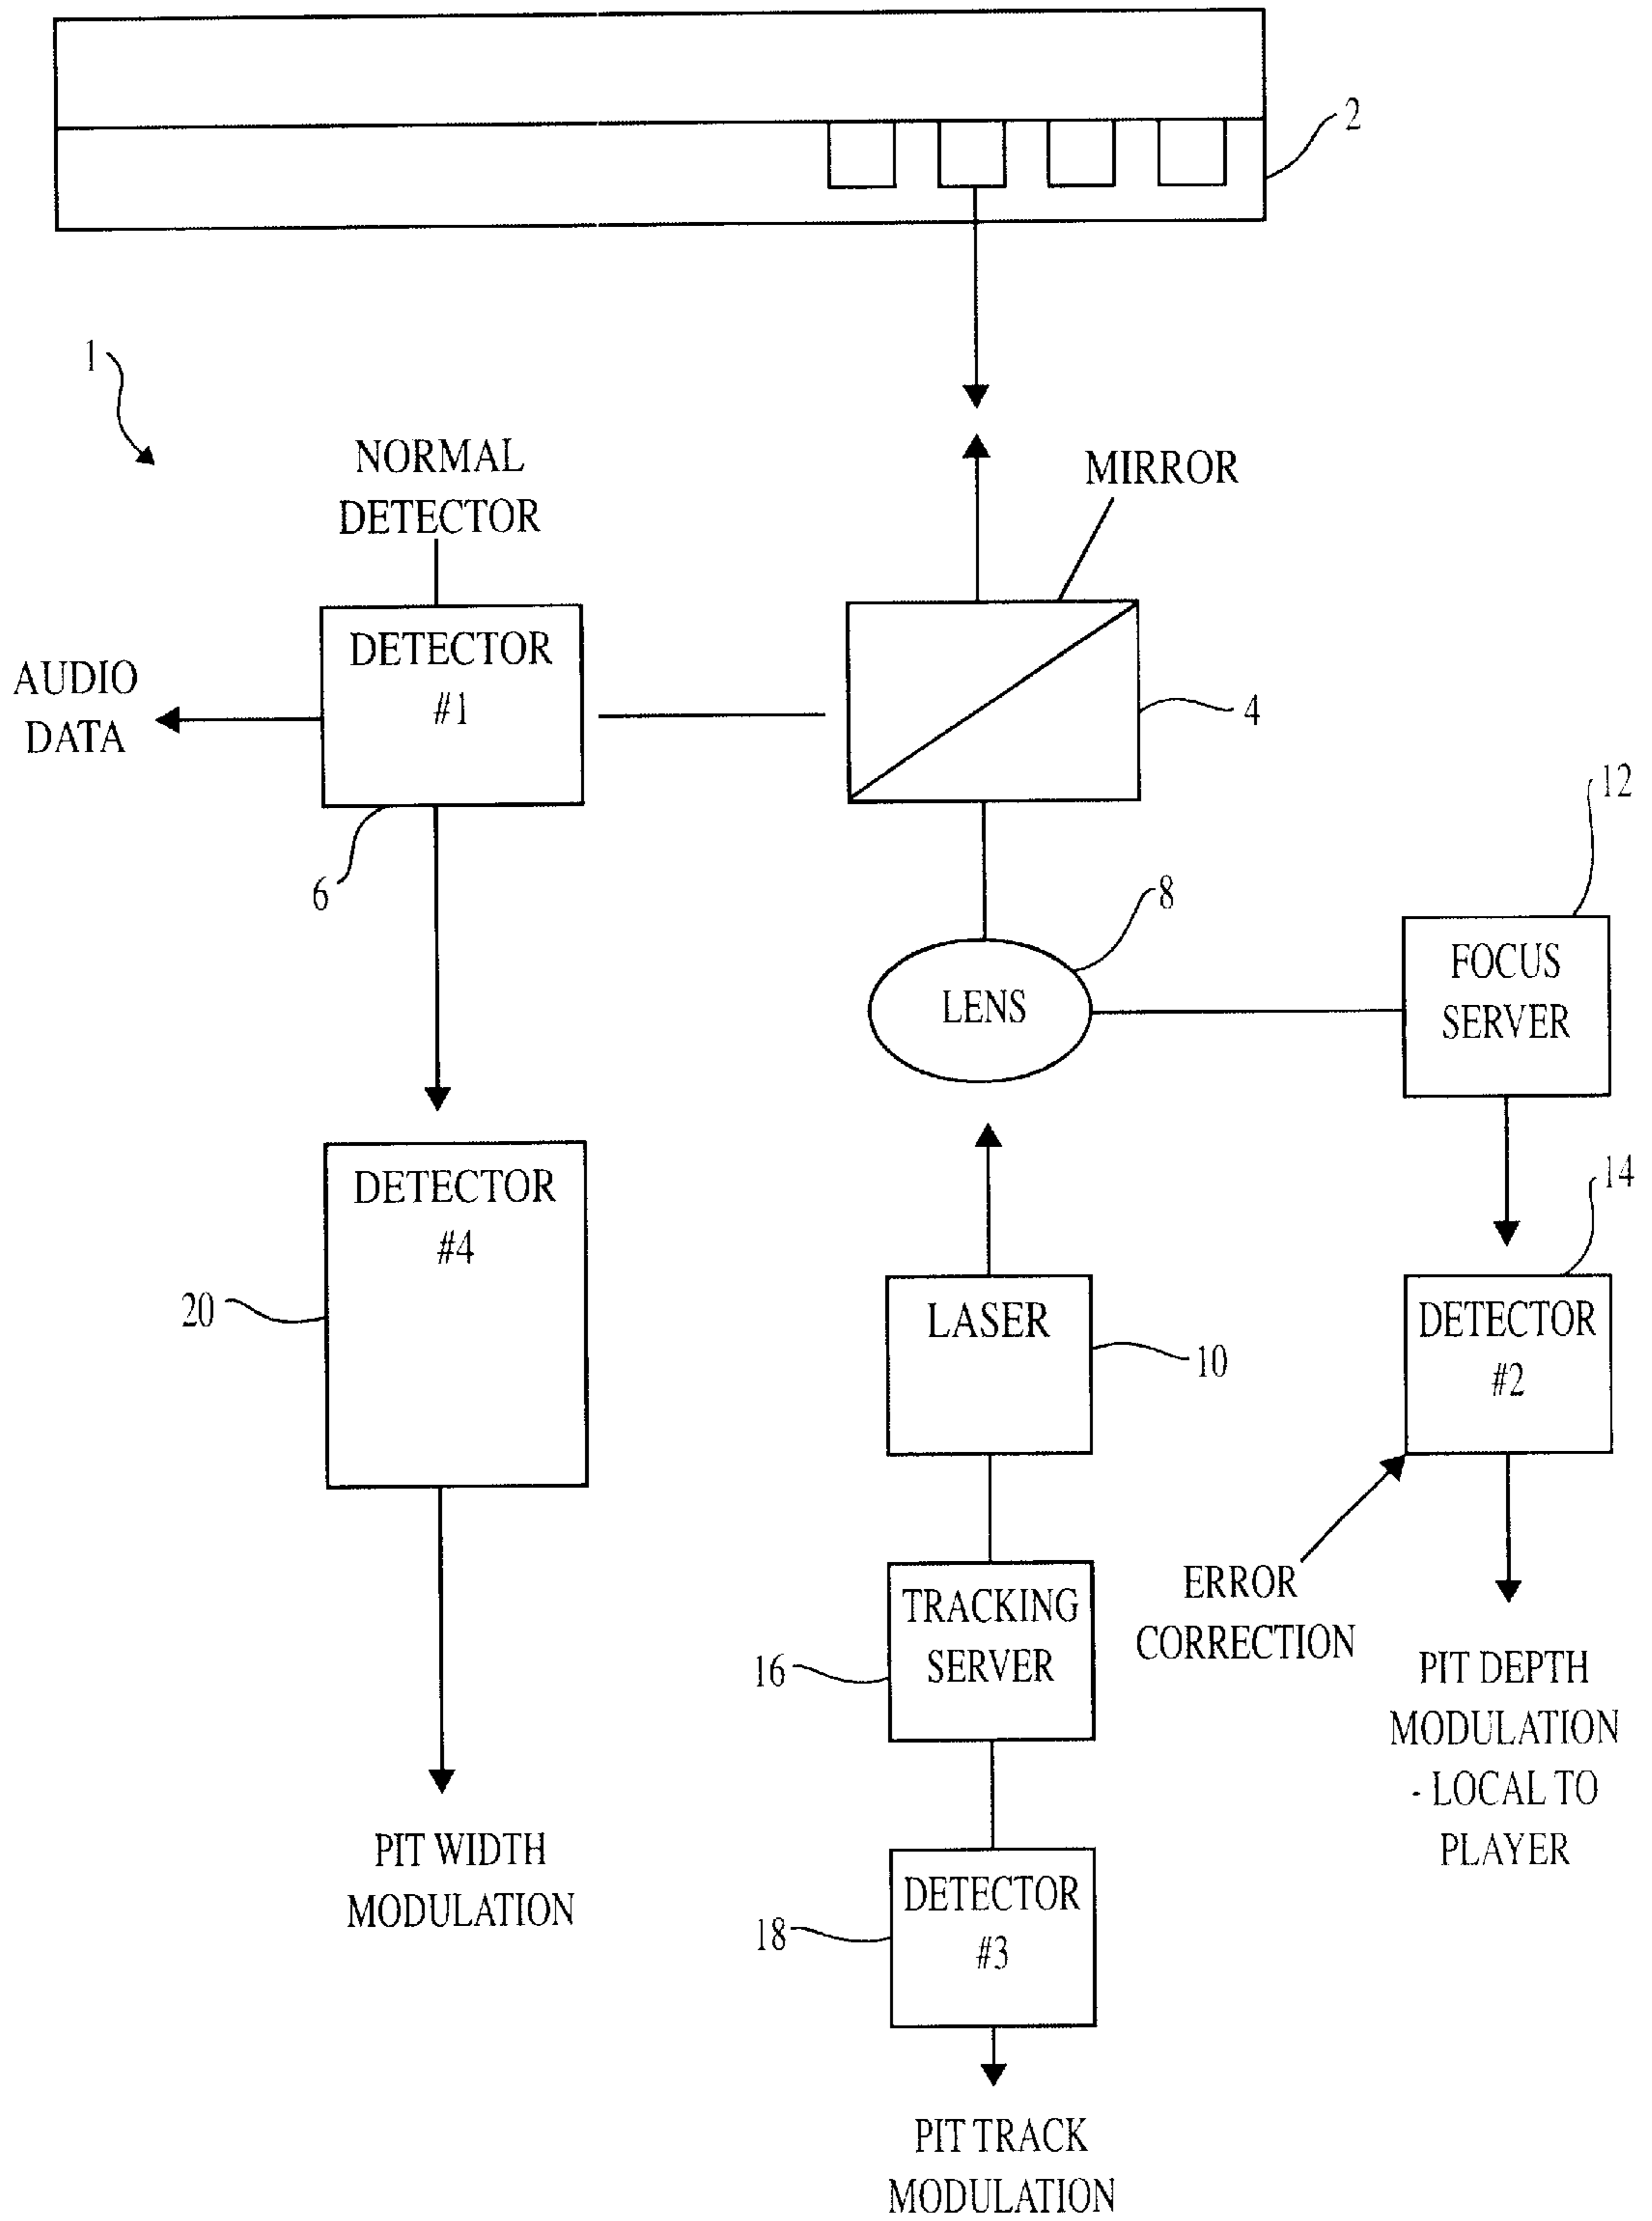 2
1
NORMAL
DETECTOR
MIRROR
DETECTOR
#1
AUDIO
DATA
4
6
12
8
LENS
FOCUS
SERVER
DETECTOR
#4
14
20
LASER
10
DETECTOR
#2
TRACKING
SERVER
16
ERROR
CORRECTION
PIT DEPTH
MODULATION
- LOCAL TO
PLAYER
PIT WIDTH
MODULATION
DETECTOR
#3
18
PIT TRACK
MODULATION